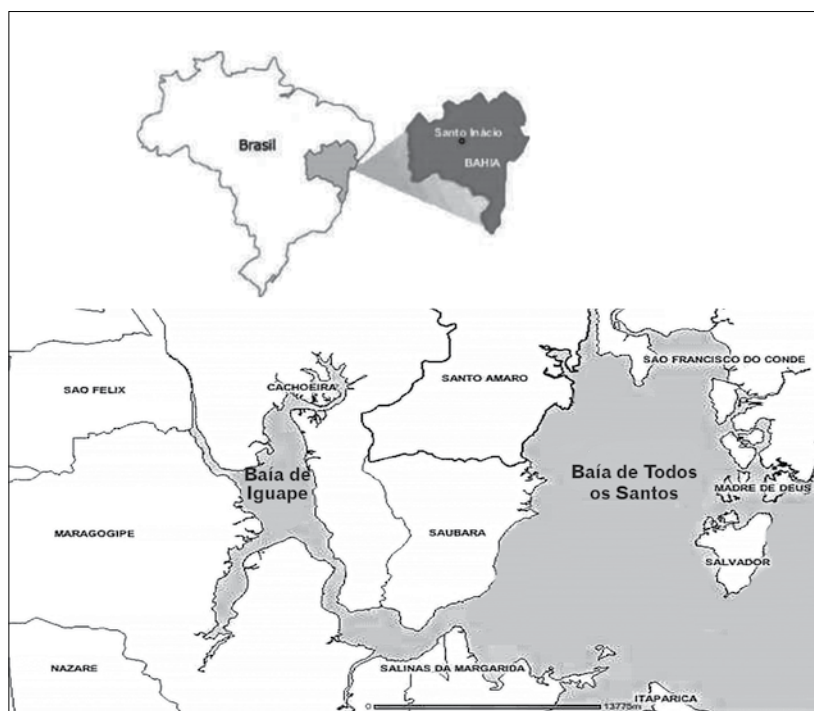 Brasil
Santo Inácio
BAHIA
SAO FRANCISCO DO CONDE
SAO FELIX
CACHOEIRA
SANTO AMARO
Baía de
Iguape
Baía de Todos
os Santos
MADRE DE DEUS
MARAGOGIPE
SAUBARA
SALVADOR
NAZARE
SALINAS DA MARGARIDA
ITAPARICA
0
13775m